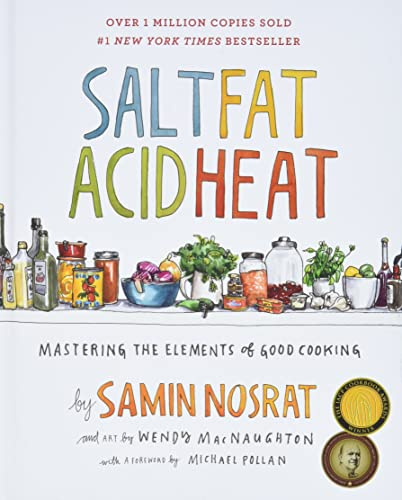 OVER 1 MILLION COPIES SOLD
#1 NEW YORK TIMES BESTSELLER
SALT FAT
ACID HEAT
MASTERING THE ELEMENTS of GOOD COOKING
by SAMIN NOSRAT
and ART by WENDY MACNAUGHTON
with A FOREWORD by MICHAEL POLLAN
WINNER